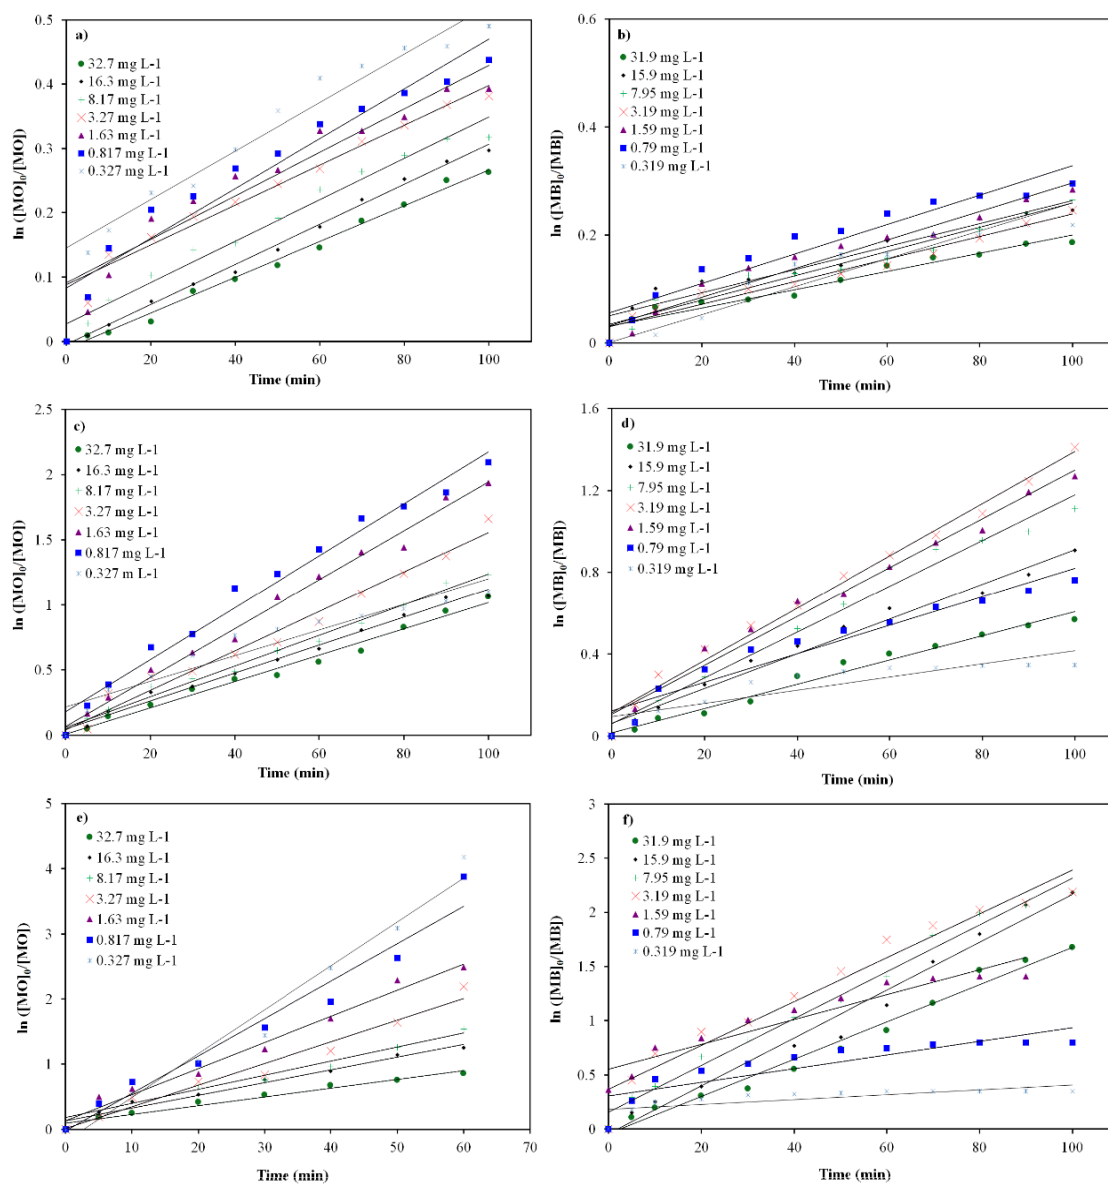 a)
32.7 mg L-1
16.3 mg L-1
8.17 mg L-1
3.27 mg L-1
1.63 mg L-1
0.817 mg L-1
0.327 mg L-1
0.5
0.4
0.3
0.2
0.1
0
0 20 40 60 80 100
ln ([MO]0/[MO])
Time (min)
b)
31.9 mg L-1
15.9 mg L-1
7.95 mg L-1
3.19 mg L-1
1.59 mg L-1
0.79 mg L-1
0.319 mg L-1
0.6
0.4
0.2
0
0 20 40 60 80 100
ln ([MB]0/[MB])
Time (min)
c)
32.7 mg L-1
16.3 mg L-1
8.17 mg L-1
3.27 mg L-1
1.63 mg L-1
0.817 mg L-1
0.327 m L-1
2.5
2
1.5
1
0.5
0
0 20 40 60 80 100
ln ([MO]0/[MO])
Time (min)
d)
31.9 mg L-1
15.9 mg L-1
7.95 mg L-1
3.19 mg L-1
1.59 mg L-1
0.79 mg L-1
0.319 mg L-1
1.6
1.2
0.8
0.4
0
0 20 40 60 80 100
ln ([MB]0/[MB])
Time (min)
e)
32.7 mg L-1
16.3 mg L-1
8.17 mg L-1
3.27 mg L-1
1.63 mg L-1
0.817 mg L-1
0.327 mg L-1
5
4
3
2
1
0
0 10 20 30 40 50 60 70
ln ([MO]0/[MO])
Time (min)
f)
31.9 mg L-1
15.9 mg L-1
7.95 mg L-1
3.19 mg L-1
1.59 mg L-1
0.79 mg L-1
0.319 mg L-1
3
2.5
2
1.5
1
0.5
0
0 20 40 60 80 100
ln ([MB]0/[MB])
Time (min)